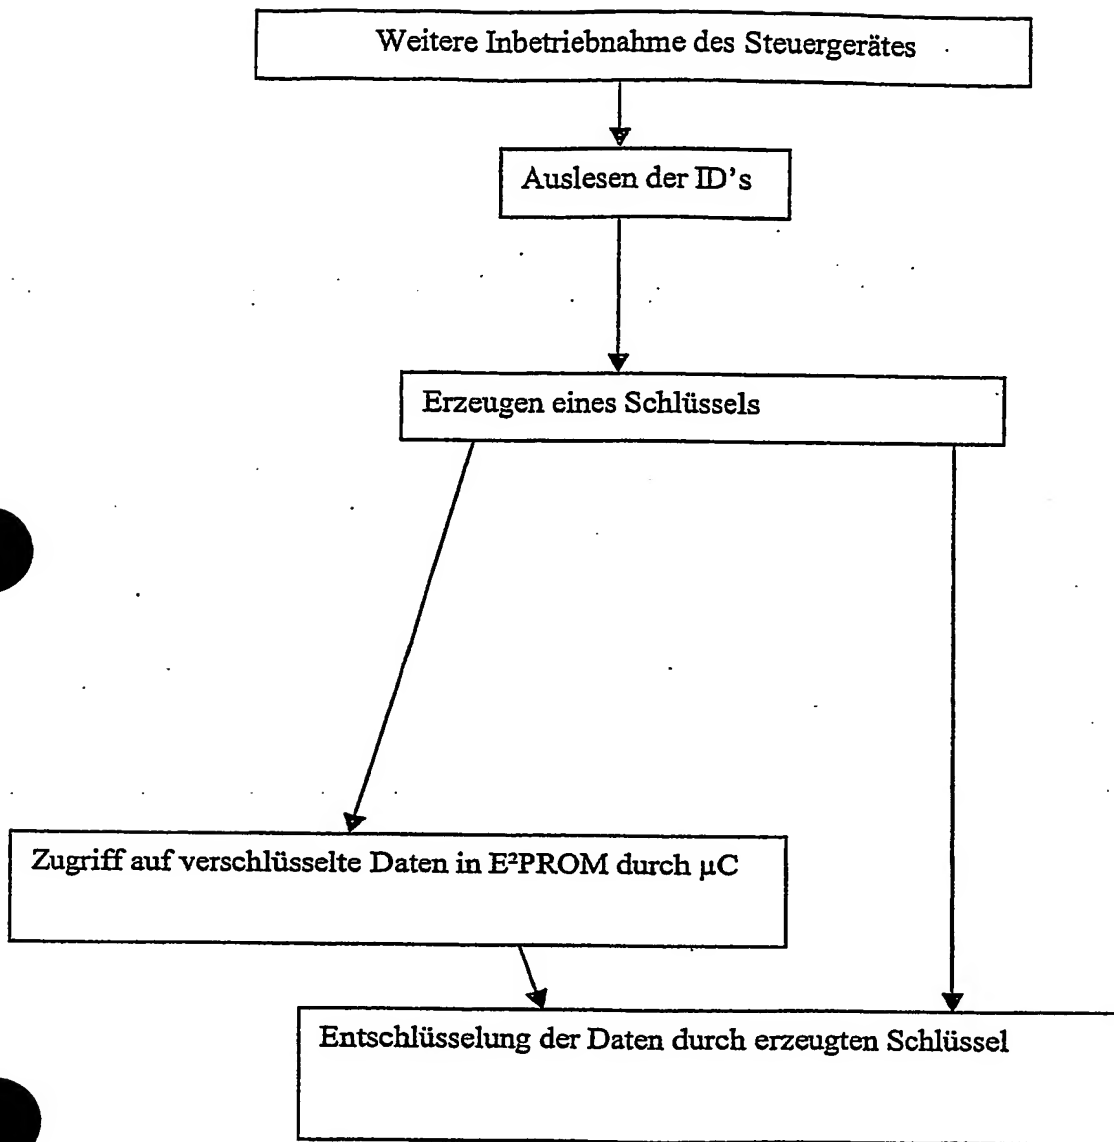 Weitere Inbetriebnahme des Steuergerätes
Auslesen der ID's
Erzeugen eines Schlüssels
Zugriff auf verschlüsselte Daten in E²PROM durch µC
Entschlüsselung der Daten durch erzeugten Schlüssel